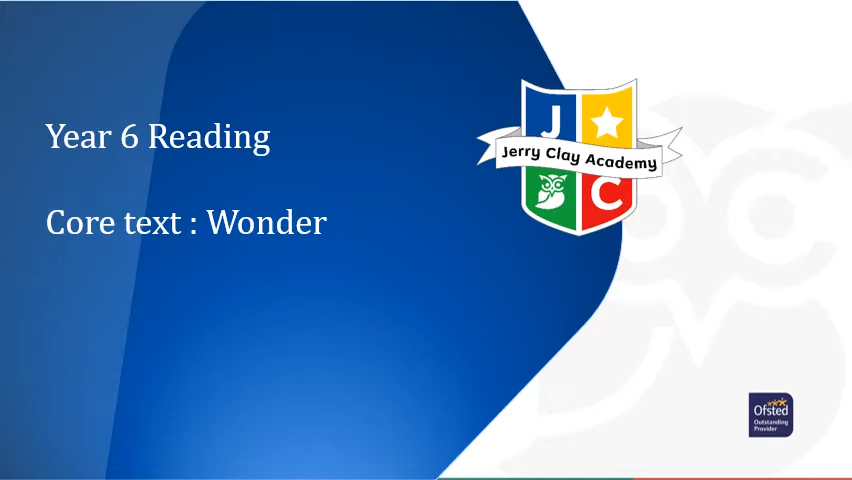 Year 6 Reading
Core text : Wonder
J
Jerry Clay Academy
C
Ofsted
Outstanding
Provider